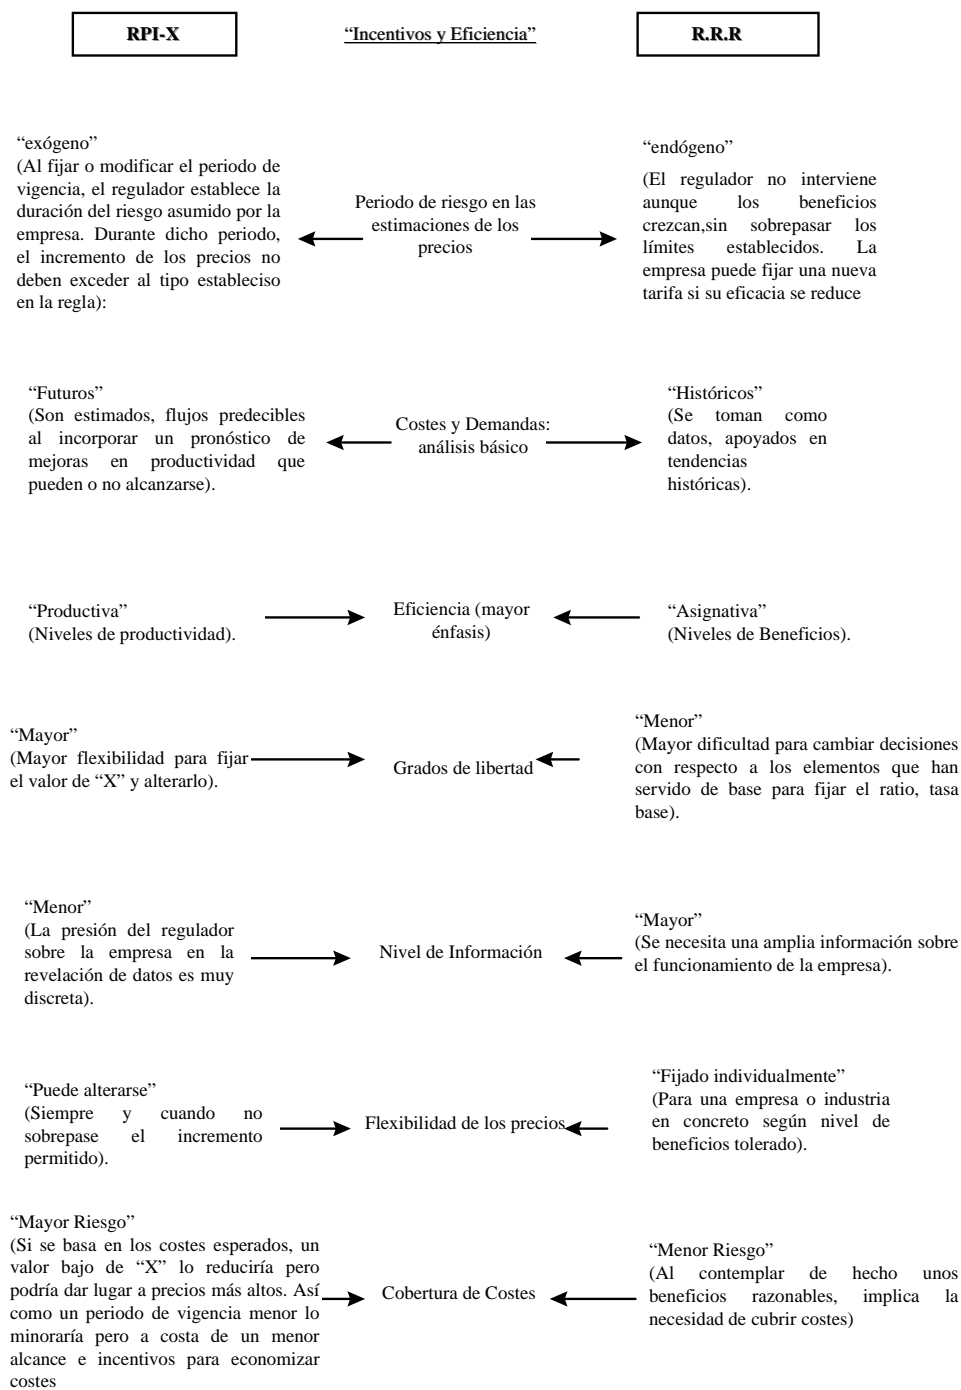 RPI-X
“Incentivos y Eficiencia”
R.R.R
“exógeno”
(Al fijar o modificar el periodo de
vigencia, el regulador establece la
duración del riesgo asumido por la
empresa. Durante dicho periodo,
el incremento de los precios no
deben exceder al tipo estableciso
en la regla):
Periodo de riesgo en las
estimaciones de los
precios
“endógeno”
(El regulador no interviene
aunque los beneficios
crezcan,sin sobrepasar los
límites establecidos. La
empresa puede fijar una nueva
tarifa si su eficacia se reduce
“Futuros”
(Son estimados, flujos predecibles
al incorporar un pronóstico de
mejoras en productividad que
pueden o no alcanzarse).
Costes y Demandas:
análisis básico
“Históricos”
(Se toman como
datos, apoyados en
tendencias
históricas).
“Productiva”
(Niveles de productividad).
Eficiencia (mayor
énfasis)
“Asignativa”
(Niveles de Beneficios).
“Mayor”
(Mayor flexibilidad para fijar
el valor de “X” y alterarlo).
Grados de libertad
“Menor”
(Mayor dificultad para cambiar decisiones
con respecto a los elementos que han
servido de base para fijar el ratio, tasa
base).
“Menor”
(La presión del regulador
sobre la empresa en la
revelación de datos es muy
discreta).
Nivel de Información
“Mayor”
(Se necesita una amplia información sobre
el funcionamiento de la empresa).
“Puede alterarse”
(Siempre y cuando no
sobrepase el incremento
permitido).
Flexibilidad de los precios
“Fijado individualmente”
(Para una empresa o industria
en concreto según nivel de
beneficios tolerado).
“Mayor Riesgo”
(Si se basa en los costes esperados, un
valor bajo de “X” lo reduciría pero
podría dar lugar a precios más altos. Así
como un periodo de vigencia menor lo
minoraría pero a costa de un menor
alcance e incentivos para economizar
costes
Cobertura de Costes
“Menor Riesgo”
(Al contemplar de hecho unos
beneficios razonables, implica la
necesidad de cubrir costes)